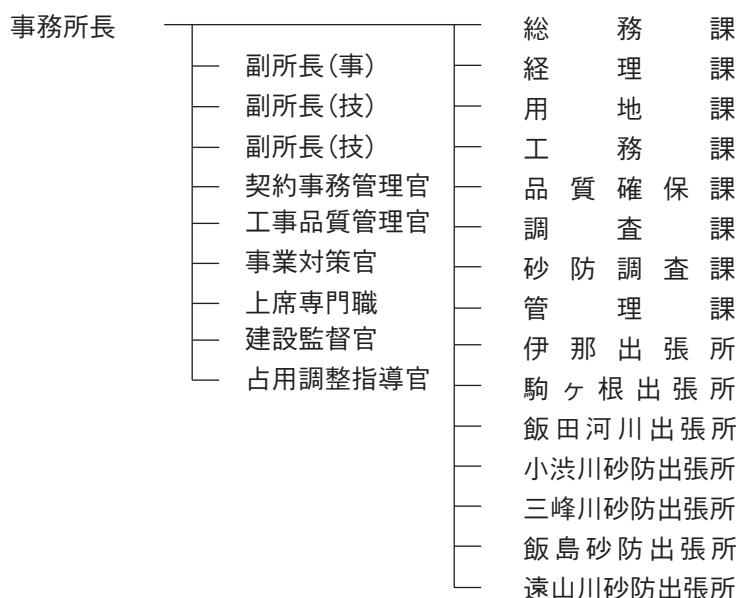 事務所長
副所長（事）
副所長（技）
副所長（技）
契約事務管理官
工事品質管理官
事業対策官
上席専門職
建設監督官
占用調整指導官
総務課
経理課
用地課
工務課
品質確保課
調査課
砂防調査課
管理課
伊那出張所
駒ヶ根出張所
飯田河川出張所
小渋川砂防出張所
三峰川砂防出張所
飯島砂防出張所
遠山川砂防出張所